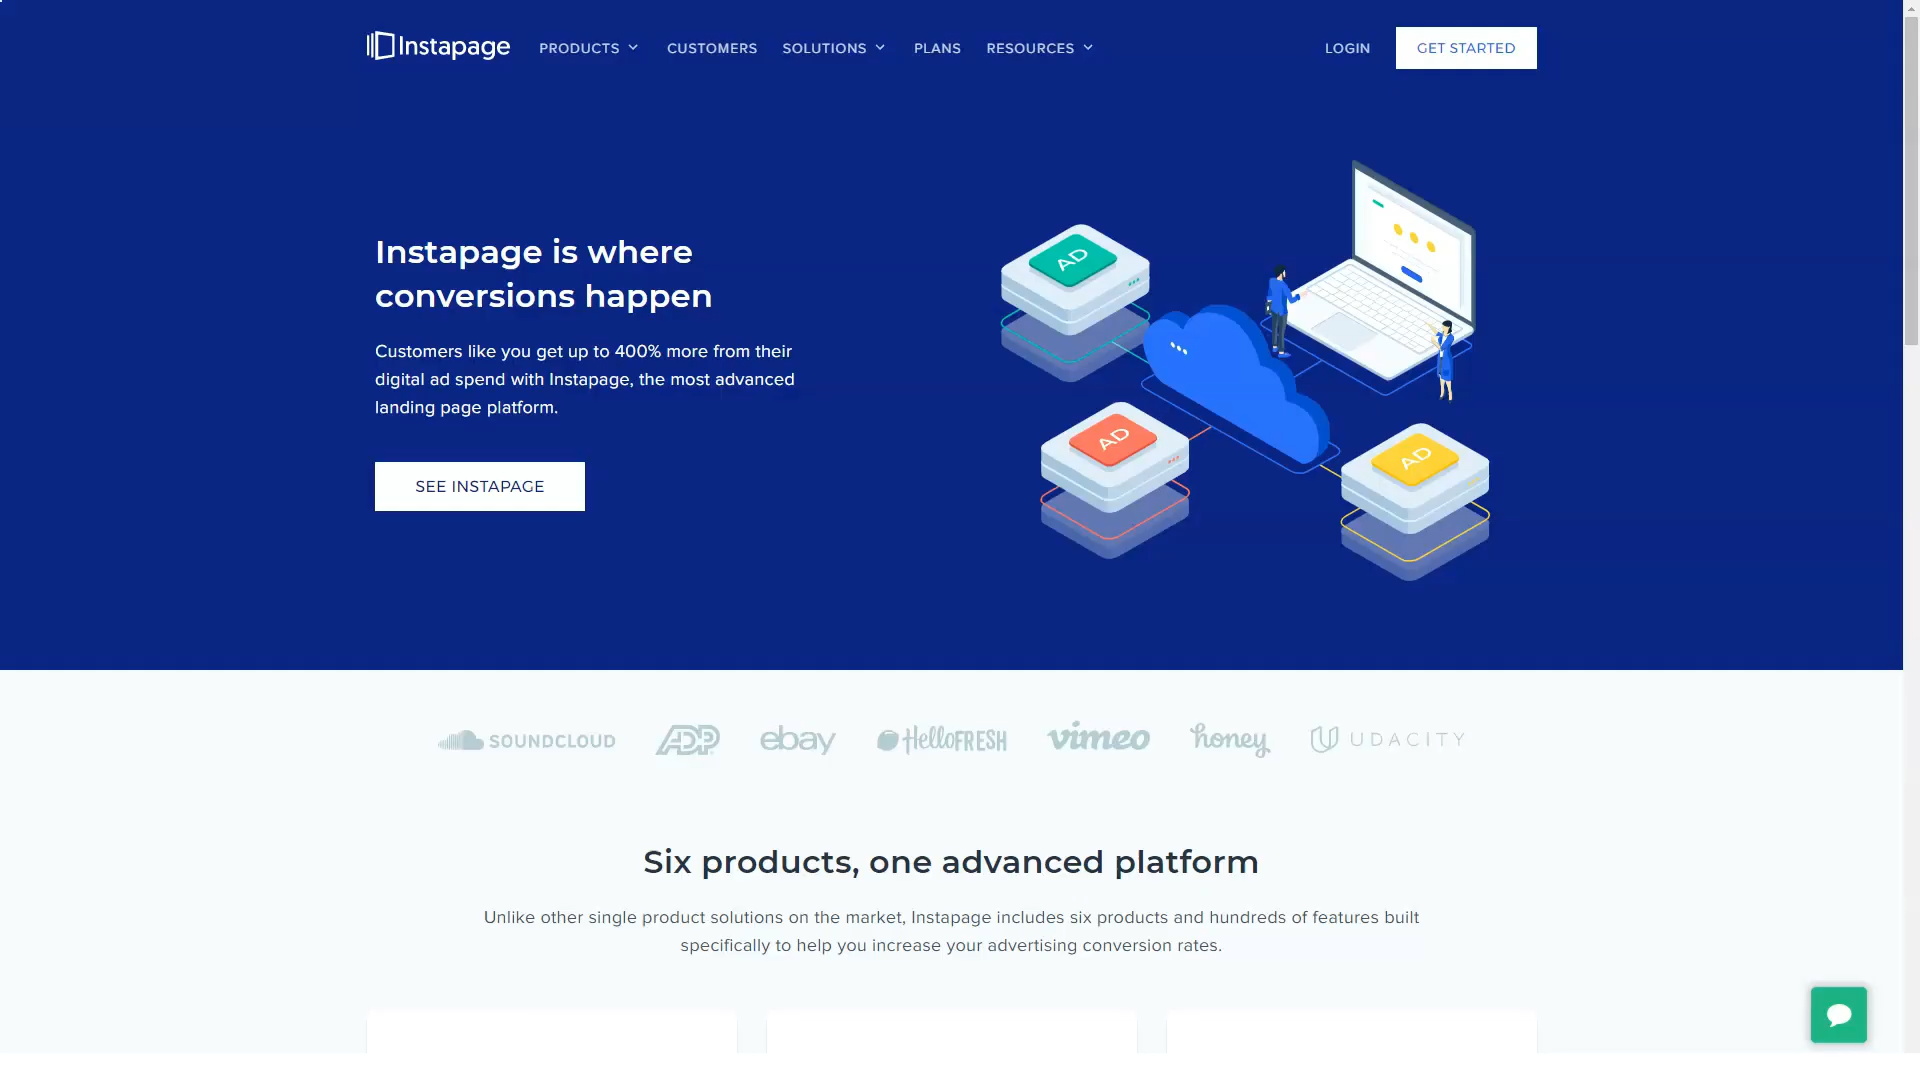 Instapage PRODUCTS CUSTOMERS SOLUTIONS PLANS RESOURCES LOGIN GET STARTED
Instapage is where
conversions happen
Customers like you get up to 400% more from their
digital ad spend with Instapage, the most advanced
landing page platform.
SEE INSTAPAGE
AD
AD
AD
SOUNDCLOUD ADP ebay HelloFRESH vimeo honey UDACITY
Six products, one advanced platform
Unlike other single product solutions on the market, Instapage includes six products and hundreds of features built
specifically to help you increase your advertising conversion rates.